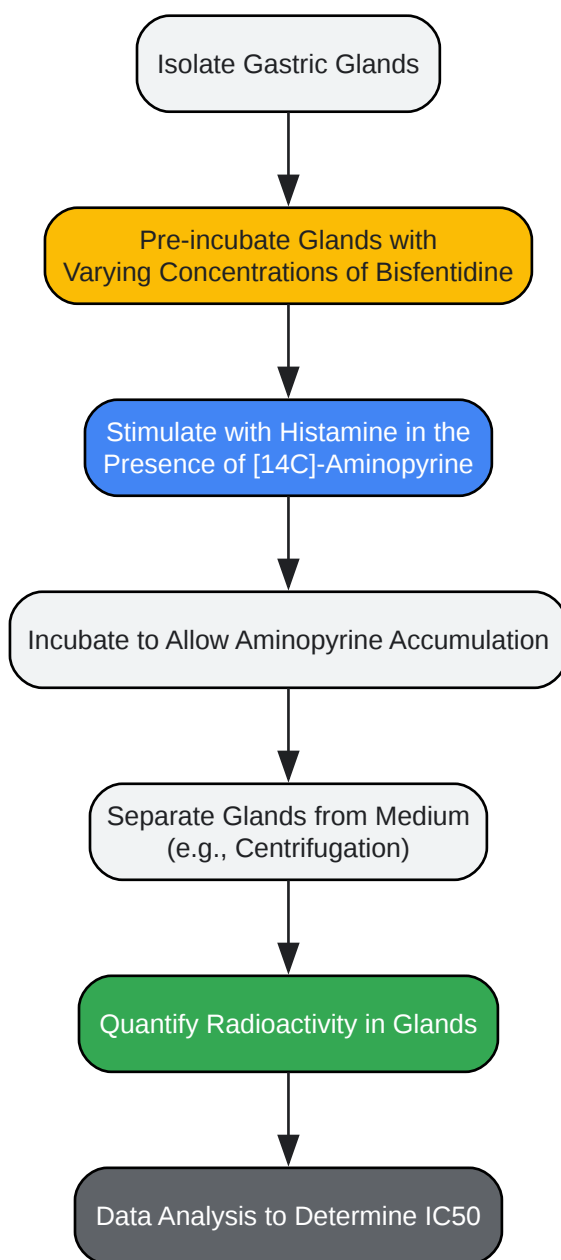 Isolate Gastric Glands
Pre-incubate Glands with
Varying Concentrations of Bisfentidine
Stimulate with Histamine in the
Presence of [14C]-Aminopyrine
Incubate to Allow Aminopyrine Accumulation
Separate Glands from Medium
(e.g., Centrifugation)
Quantify Radioactivity in Glands
Data Analysis to Determine IC50